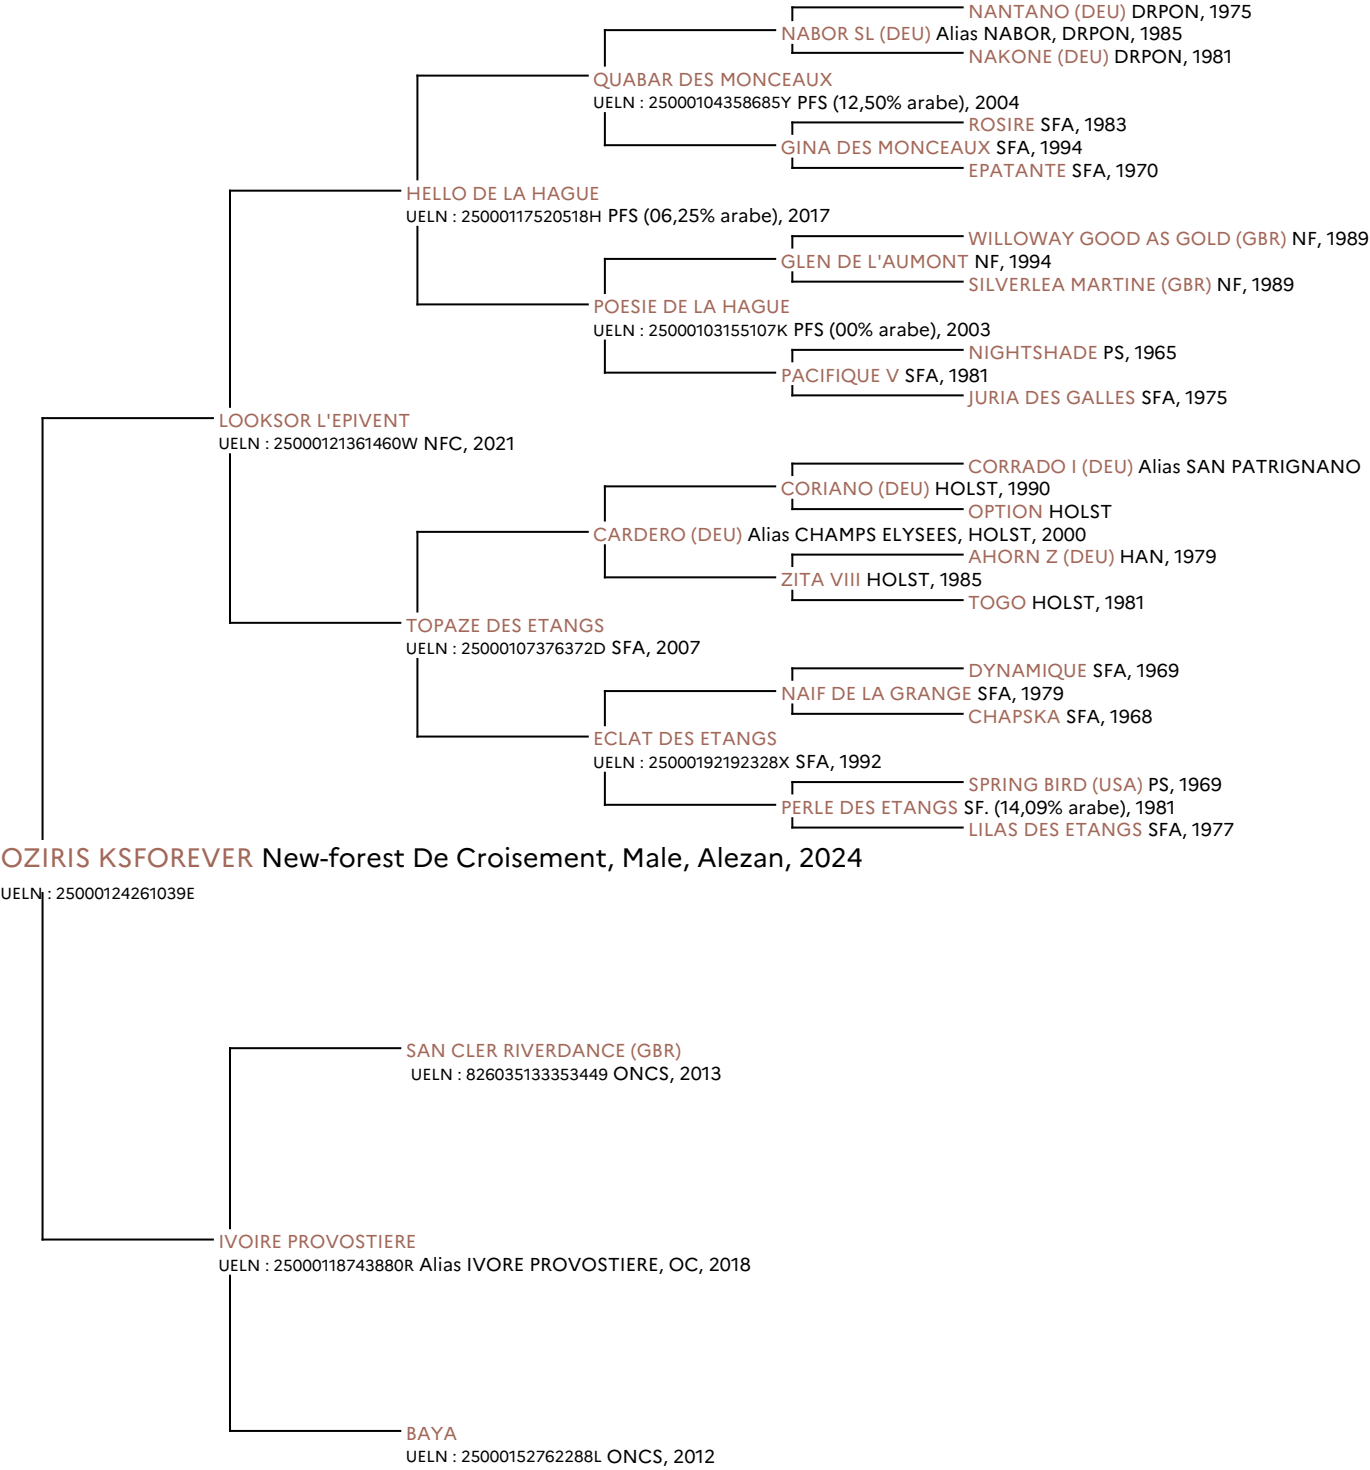 NANTANO (DEU) DRPON, 1975
NABOR SL (DEU) Alias NABOR, DRPON, 1985
NAKONE (DEU) DRPON, 1981
QUABAR DES MONCEAUX
UELN : 25000104358685Y PFS (12,50% arabe), 2004
ROSIRE SFA, 1983
GINA DES MONCEAUX SFA, 1994
EPATANTE SFA, 1970
HELLO DE LA HAGUE
UELN : 25000117520518H PFS (06,25% arabe), 2017
WILLOWAY GOOD AS GOLD (GBR) NF, 1989
GLEN DE L'AUMONT NF, 1994
SILVERLEA MARTINE (GBR) NF, 1989
POESIE DE LA HAGUE
UELN : 25000103155107K PFS (00% arabe), 2003
NIGHTSHADE PS, 1965
PACIFIQUE V SFA, 1981
JURIA DES GALLES SFA, 1975
LOOKSOR L'EPIVENT
UELN : 25000121361460W NFC, 2021
CORRADO I (DEU) Alias SAN PATRIGNANO
CORIANO (DEU) HOLST, 1990
OPTION HOLST
CARDERO (DEU) Alias CHAMPS ELYSEES, HOLST, 2000
AHORN Z (DEU) HAN, 1979
ZITA VIII HOLST, 1985
TOGO HOLST, 1981
TOPAZE DES ETANGS
UELN : 25000107376372D SFA, 2007
DYNAMIQUE SFA, 1969
NAIF DE LA GRANGE SFA, 1979
CHAPSKA SFA, 1968
ECLAT DES ETANGS
UELN : 25000192192328X SFA, 1992
SPRING BIRD (USA) PS, 1969
PERLE DES ETANGS SF. (14,09% arabe), 1981
LILAS DES ETANGS SFA, 1977
OZIRIS KSFOREVER New-forest De Croisement, Male, Alezan, 2024
UELN : 25000124261039E
SAN CLER RIVERDANCE (GBR)
UELN : 826035133353449 ONCS, 2013
IVOIRE PROVOSTIERE
UELN : 25000118743880R Alias IVORE PROVOSTIERE, OC, 2018
BAYA
UELN : 25000152762288L ONCS, 2012